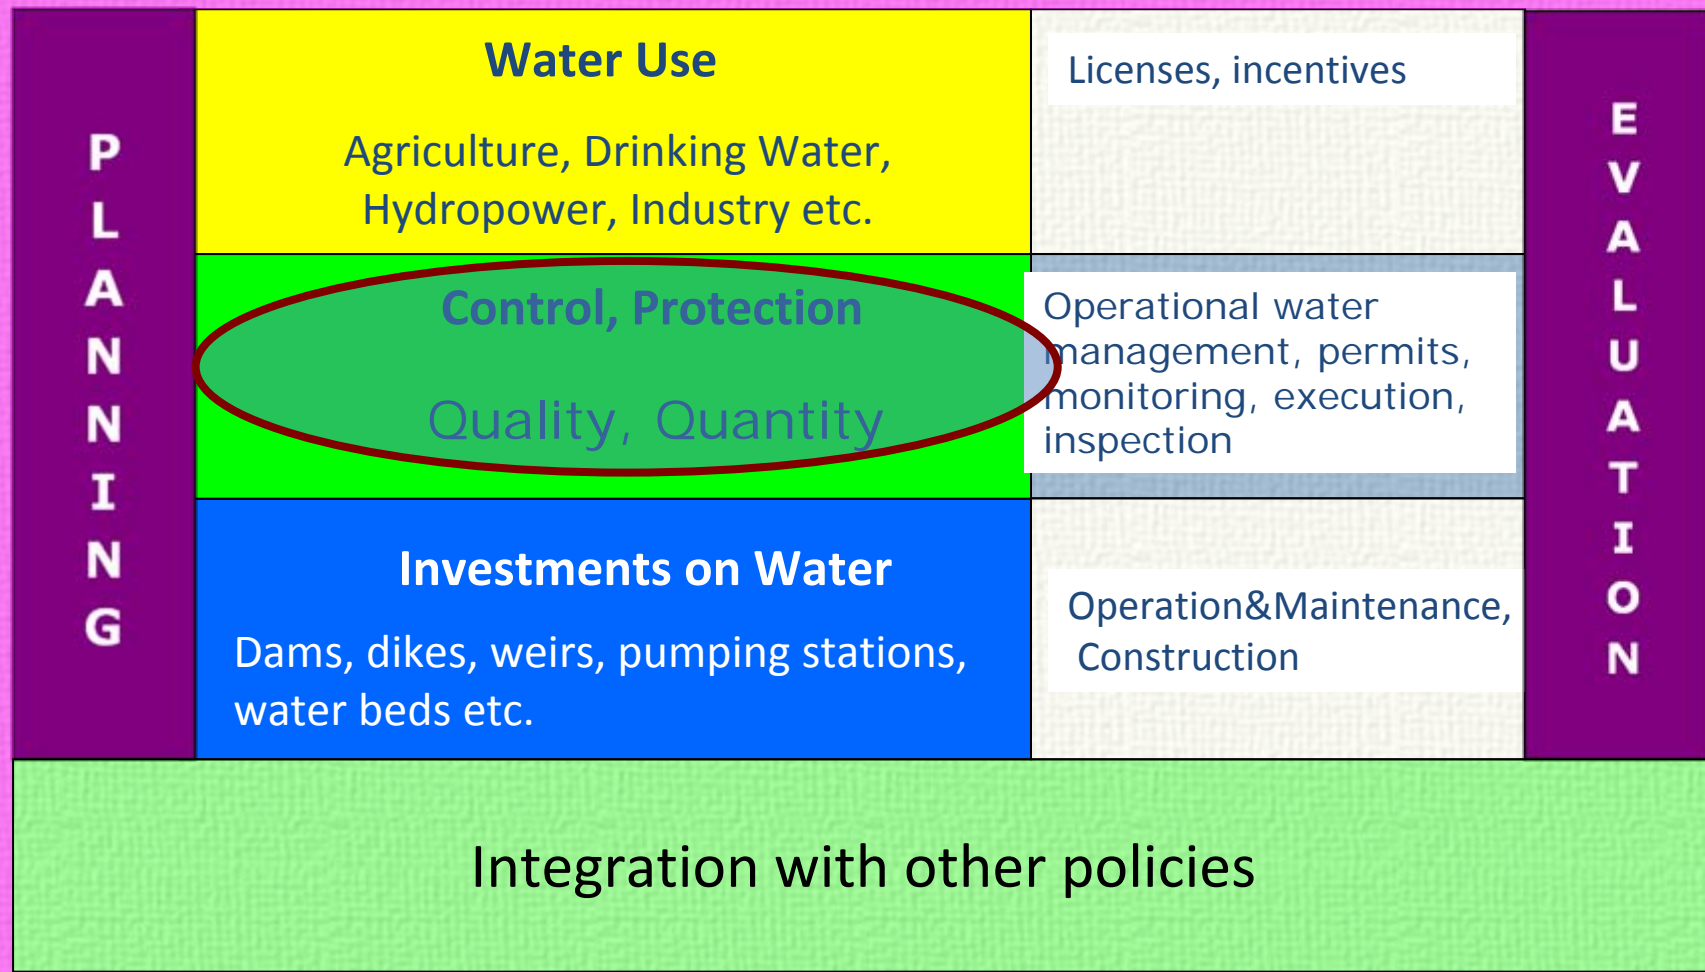 PLANNING
Water Use
Agriculture, Drinking Water,
Hydropower, Industry etc.
Licenses, incentives
Control, Protection
Quality, Quantity
Operational water
management, permits,
monitoring, execution,
inspection
Investments on Water
Dams, dikes, weirs, pumping stations,
water beds etc.
Operation&Maintenance,
Construction
EVALUATION
Integration with other policies